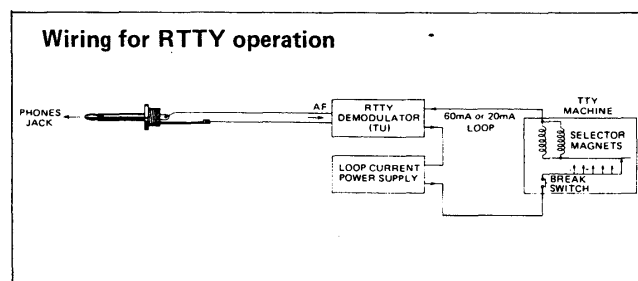 Wiring for RTTY operation
PHONES
JACK
AF
RTTY
DEMODULATOR
(TU)
60mA or 20mA
LOOP
TTY
MACHINE
SELECTOR
MAGNETS
LOOP CURRENT
POWER SUPPLY
BREAK
SWITCH